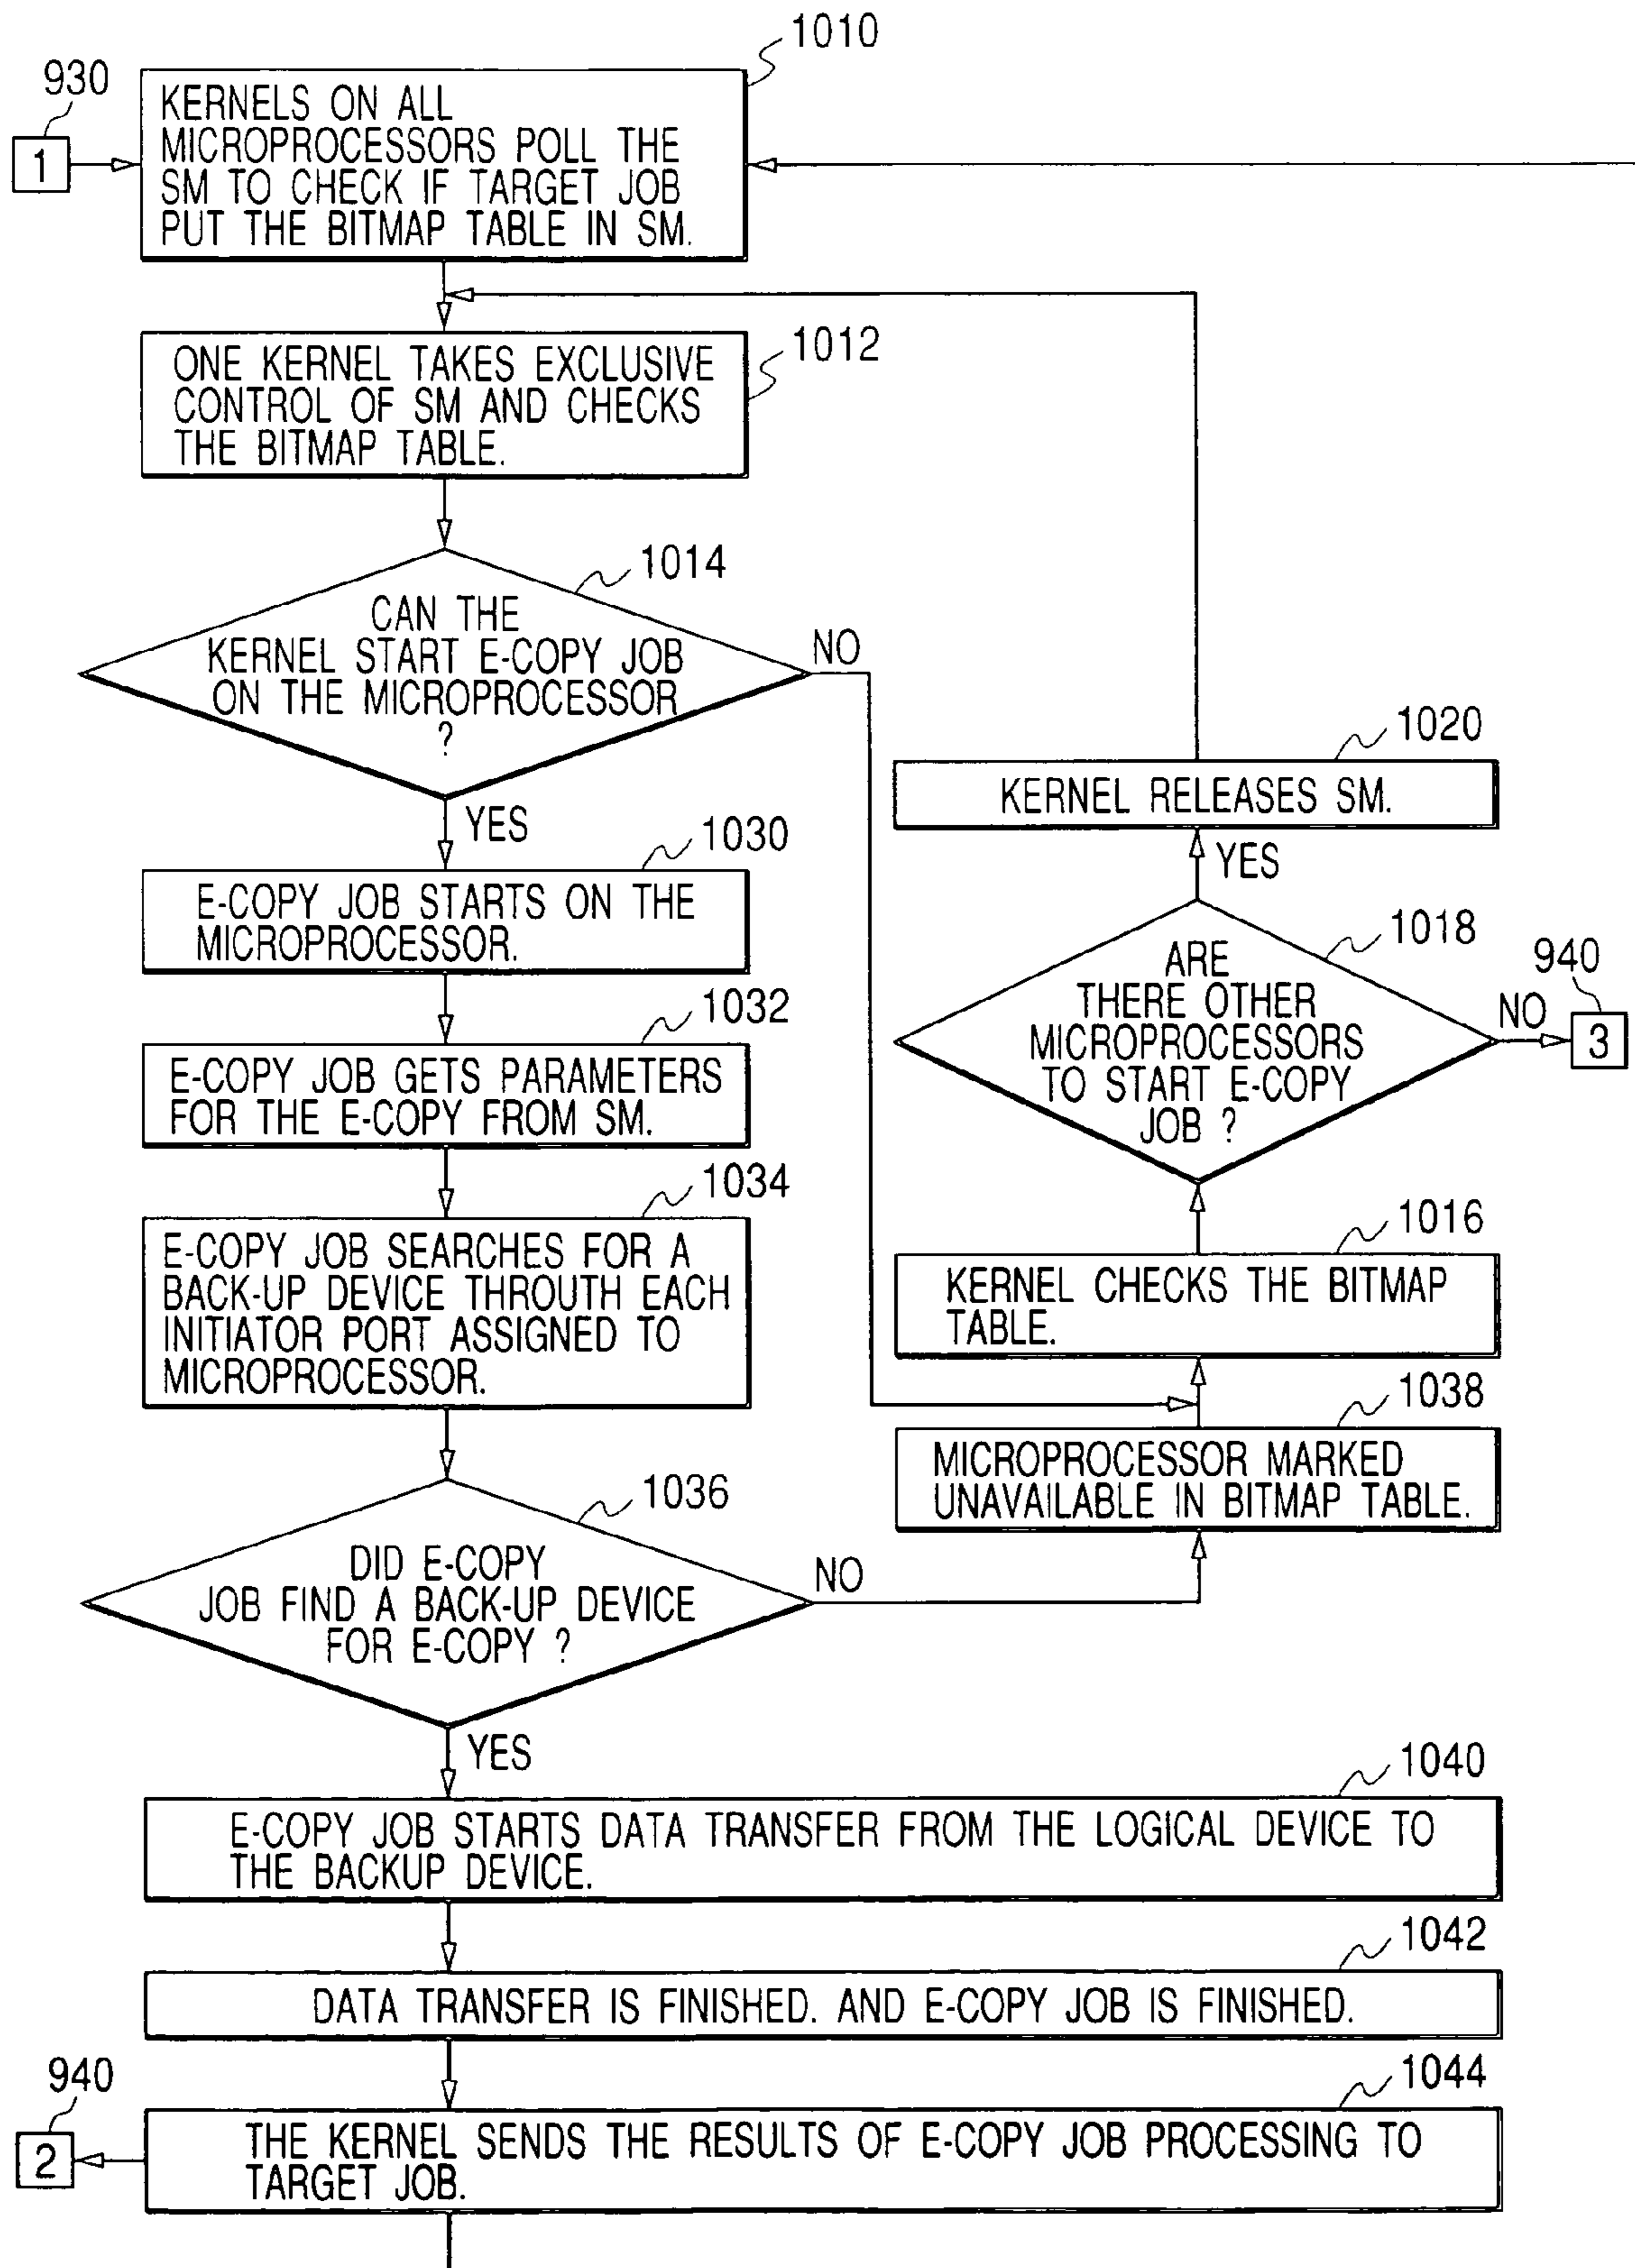 1010
930
1
KERNELS ON ALL
MICROPROCESSORS POLL THE
SM TO CHECK IF TARGET JOB
PUT THE BITMAP TABLE IN SM.
1012
ONE KERNEL TAKES EXCLUSIVE
CONTROL OF SM AND CHECKS
THE BITMAP TABLE.
1014
CAN THE
KERNEL START E-COPY JOB
ON THE MICROPROCESSOR
?
NO
YES
1030
E-COPY JOB STARTS ON THE
MICROPROCESSOR.
1032
E-COPY JOB GETS PARAMETERS
FOR THE E-COPY FROM SM.
1034
E-COPY JOB SEARCHES FOR A
BACK-UP DEVICE THROUTH EACH
INITIATOR PORT ASSIGNED TO
MICROPROCESSOR.
1036
DID E-COPY
JOB FIND A BACK-UP DEVICE
FOR E-COPY ?
NO
YES
1020
KERNEL RELEASES SM.
YES
1018
ARE
THERE OTHER
MICROPROCESSORS
TO START E-COPY
JOB ?
NO
940
3
1016
KERNEL CHECKS THE BITMAP
TABLE.
1038
MICROPROCESSOR MARKED
UNAVAILABLE IN BITMAP TABLE.
1040
E-COPY JOB STARTS DATA TRANSFER FROM THE LOGICAL DEVICE TO
THE BACKUP DEVICE.
1042
DATA TRANSFER IS FINISHED. AND E-COPY JOB IS FINISHED.
940
2
1044
THE KERNEL SENDS THE RESULTS OF E-COPY JOB PROCESSING TO
TARGET JOB.